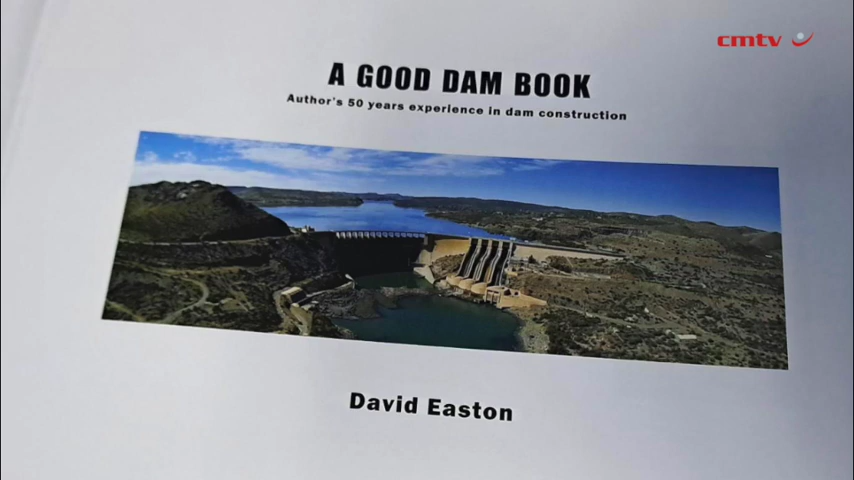 cmtv
A GOOD DAM BOOK
Author's 50 years experience in dam construction
David Easton